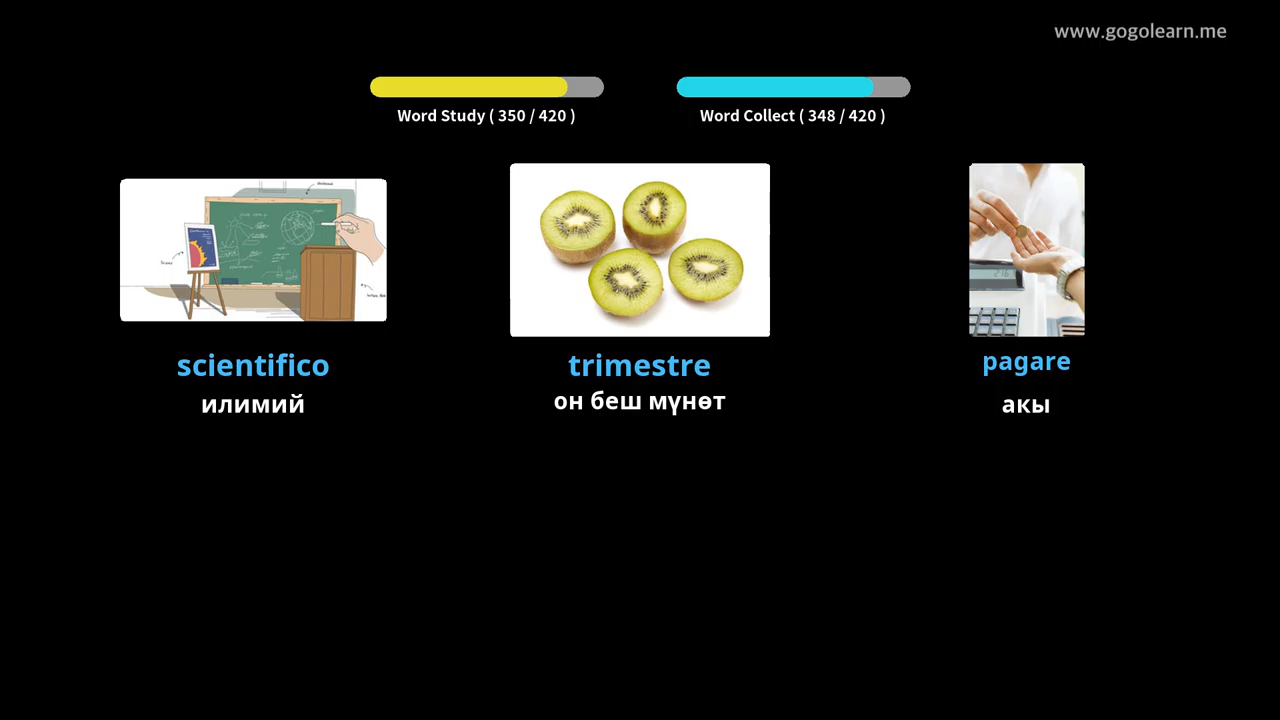 www.gogolearn.me
Word Study ( 350 / 420 )
Word Collect ( 348 / 420 )
scientifico
илимий
trimestre
он беш мүнөт
pagare
акы